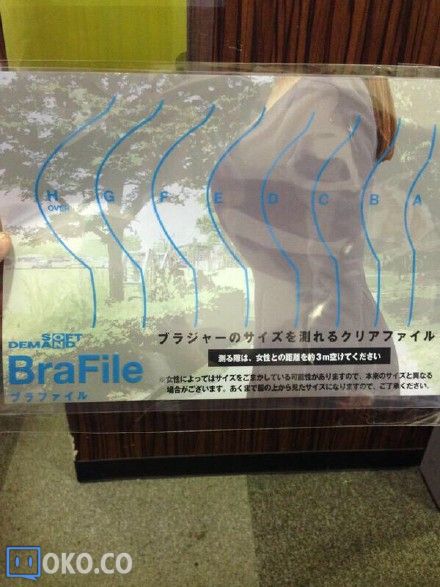 H G F E D C B A
OVER
SOFT
DEMAND
ブラジャーのサイズを測れるクリアファイル
測る際は、女性との距離を約3m空けてください
BraFile
ブラファイル
※女性によってはサイズをごまかしている可能性がありますので、本来のサイズと異なる
場合がございます。あくまで服の上から見たサイズになりますので、ご了承ください。
OKO.CO